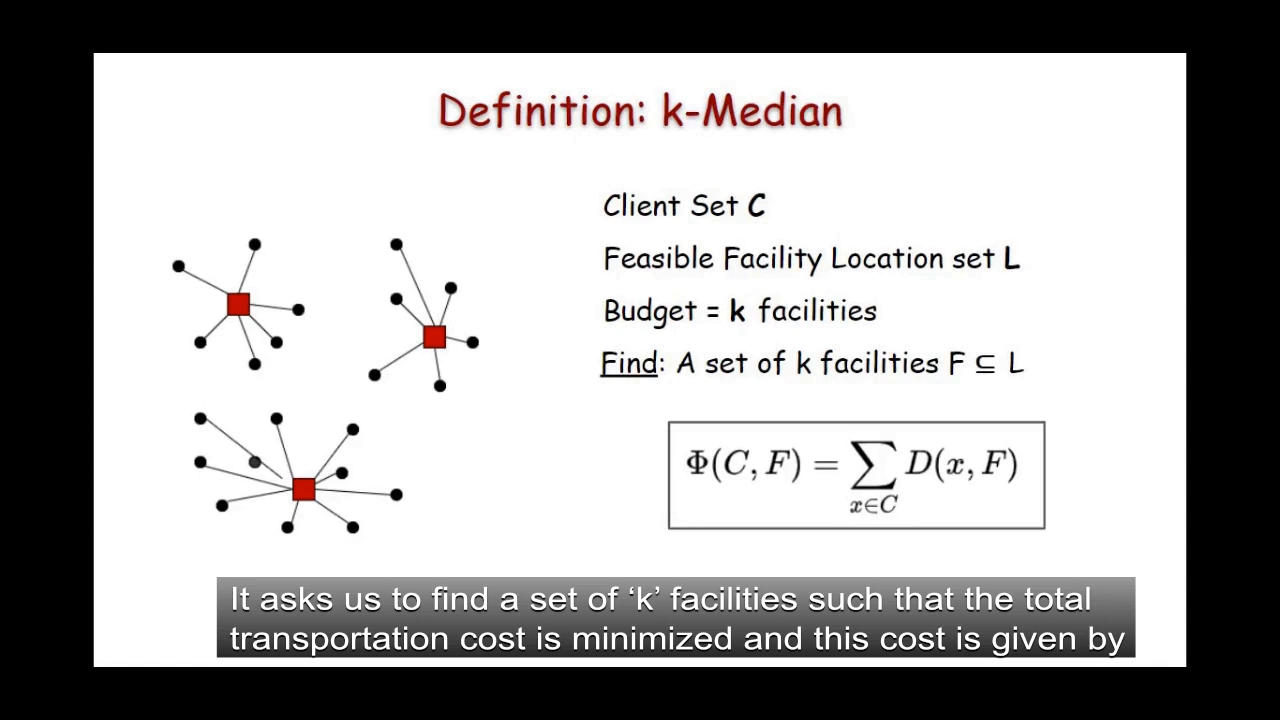 Definition: k-Median
Client Set C
Feasible Facility Location set L
Budget = k facilities
Find: A set of k facilities F ⊆ L
Φ(C, F) = ∑ D(x, F)
x∈C
It asks us to find a set of ‘k’ facilities such that the total
transportation cost is minimized and this cost is given by